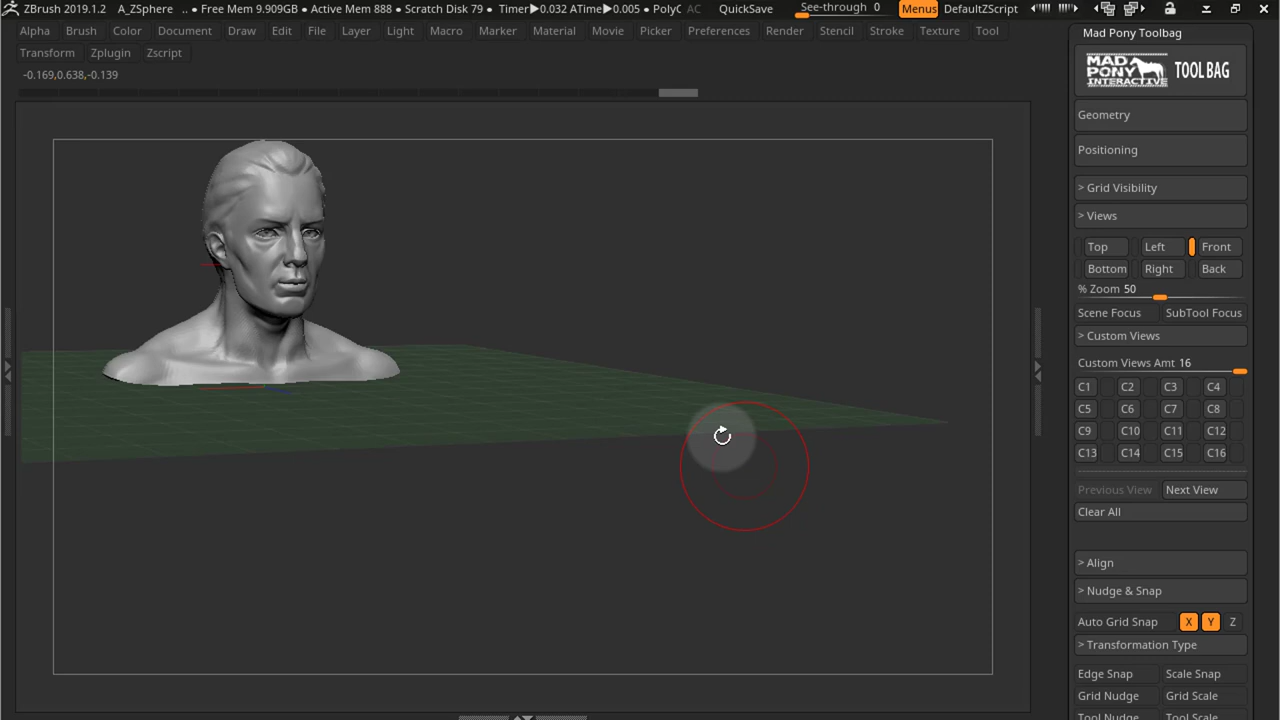 ZBrush 2019.1.2 A_ZSphere .. • Free Mem 9.909GB • Active Mem 888 • Scratch Disk 79 • Timer▶0.032 ATime▶0.005 • PolyC AC QuickSave See-through 0 Menus DefaultZScript
Alpha Brush Color Document Draw Edit File Layer Light Macro Marker Material Movie Picker Preferences Render Stencil Stroke Texture Tool
Transform Zplugin Zscript
-0.169,0.638,-0.139
Mad Pony Toolbag
MAD
PONY TOOL BAG
INTERACTIVE
Geometry
Positioning
> Grid Visibility
> Views
Top Left Front
Bottom Right Back
% Zoom 50
Scene Focus SubTool Focus
> Custom Views
Custom Views Amt 16
C1 C2 C3 C4
C5 C6 C7 C8
C9 C10 C11 C12
C13 C14 C15 C16
Previous View Next View
Clear All
> Align
> Nudge & Snap
Auto Grid Snap X Y Z
> Transformation Type
Edge Snap Scale Snap
Grid Nudge Grid Scale
Tool Nudge Tool Scale